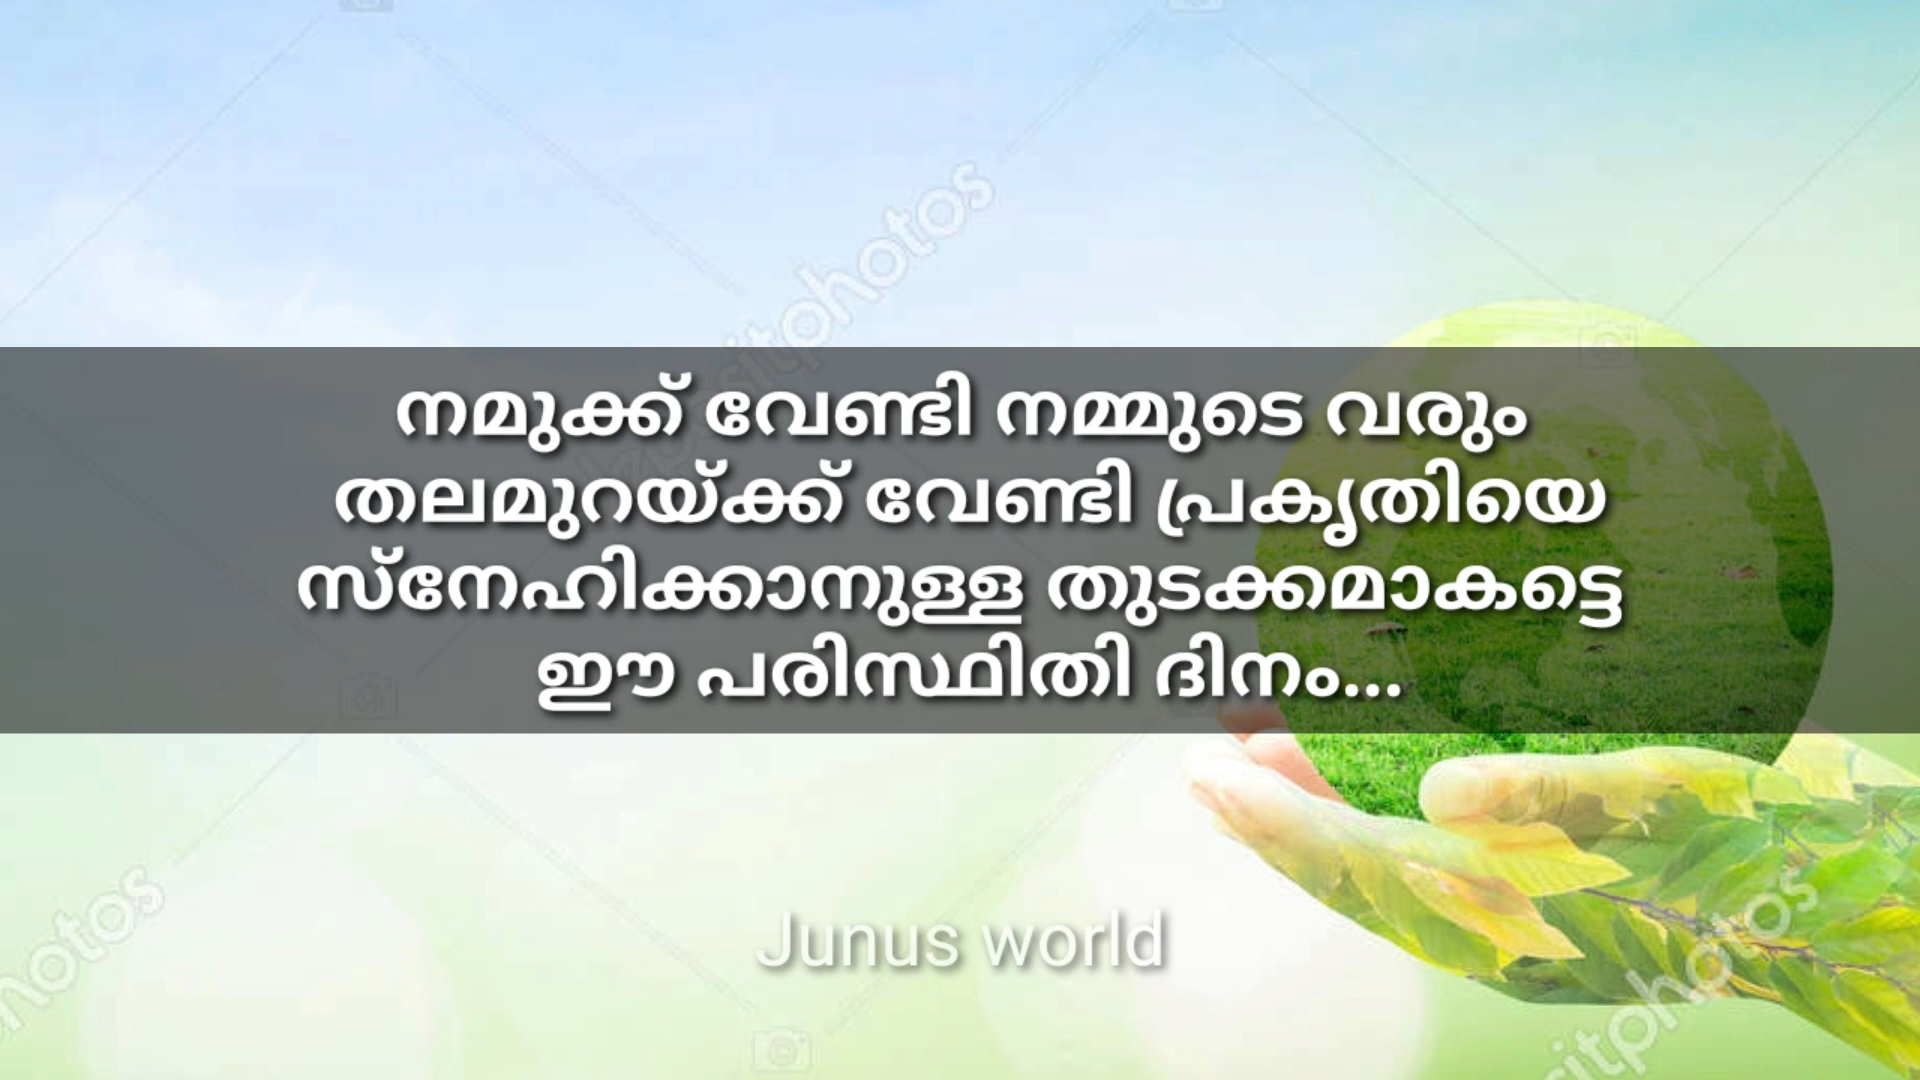 നമുക്ക് വേണ്ടി നമ്മുടെ വരും
തലമുറയ്ക്ക് വേണ്ടി പ്രകൃതിയെ
സ്നേഹിക്കാനുള്ള തുടക്കമാകട്ടെ
ഈ പരിസ്ഥിതി ദിനം...
Junus world